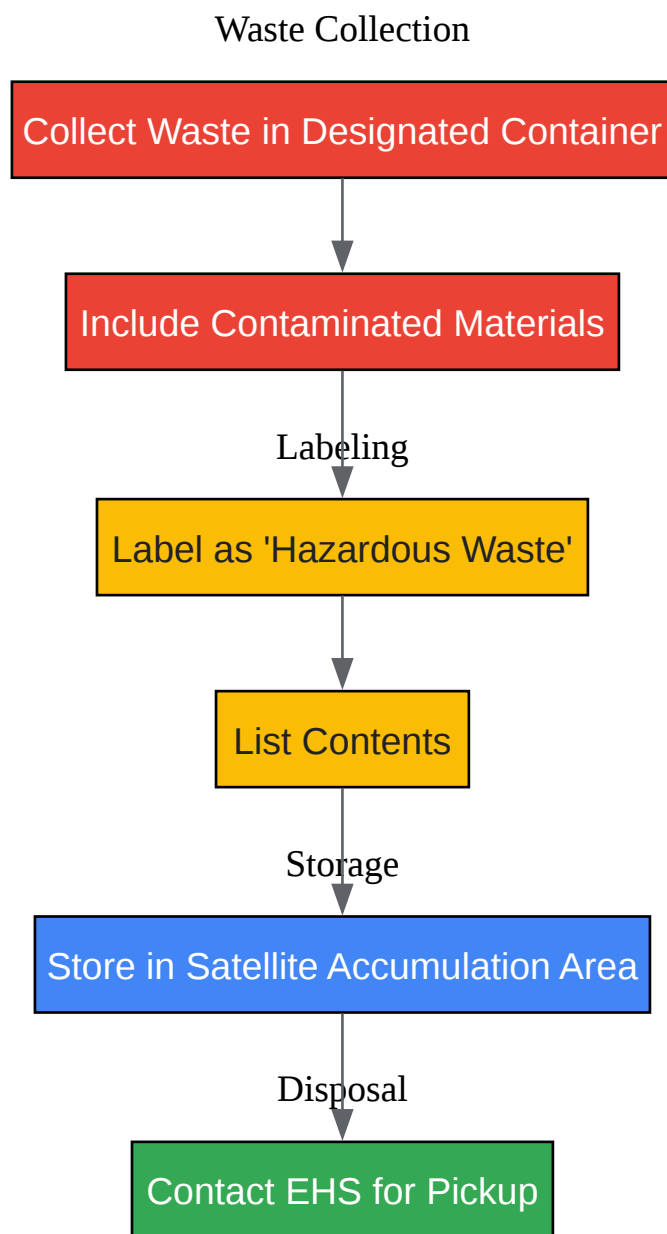 Waste Collection
Collect Waste in Designated Container
Include Contaminated Materials
Labeling
Label as 'Hazardous Waste'
List Contents
Storage
Store in Satellite Accumulation Area
Disposal
Contact EHS for Pickup